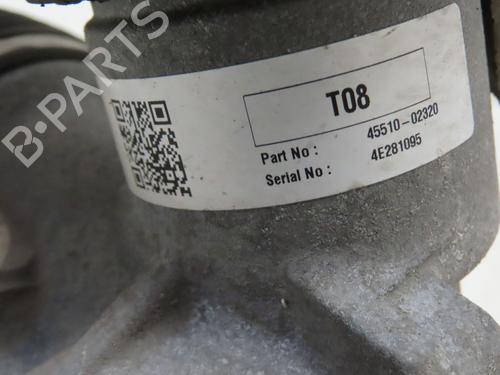 B-PARTS
T08
Part No : 45510-02320
Serial No : 4E281095